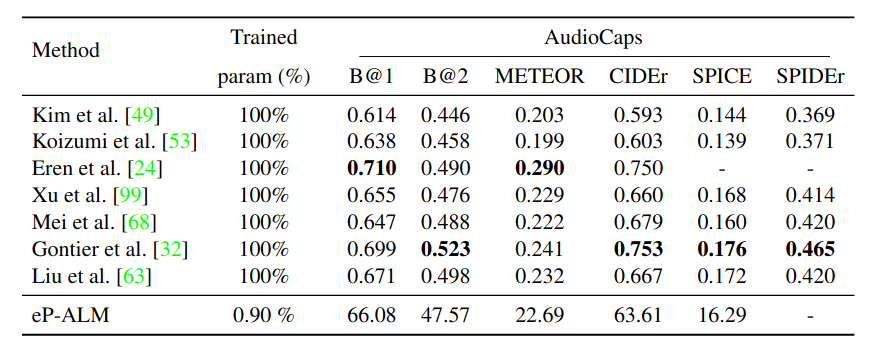 Method Trained param (%) AudioCaps
B@1 B@2 METEOR CIDEr SPICE SPIDEr
Kim et al. [49] 100% 0.614 0.446 0.203 0.593 0.144 0.369
Koizumi et al. [53] 100% 0.638 0.458 0.199 0.603 0.139 0.371
Eren et al. [24] 100% 0.710 0.490 0.290 0.750 - -
Xu et al. [99] 100% 0.655 0.476 0.229 0.660 0.168 0.414
Mei et al. [68] 100% 0.647 0.488 0.222 0.679 0.160 0.420
Gontier et al. [32] 100% 0.699 0.523 0.241 0.753 0.176 0.465
Liu et al. [63] 100% 0.671 0.498 0.232 0.667 0.172 0.420
eP-ALM 0.90 % 66.08 47.57 22.69 63.61 16.29 -